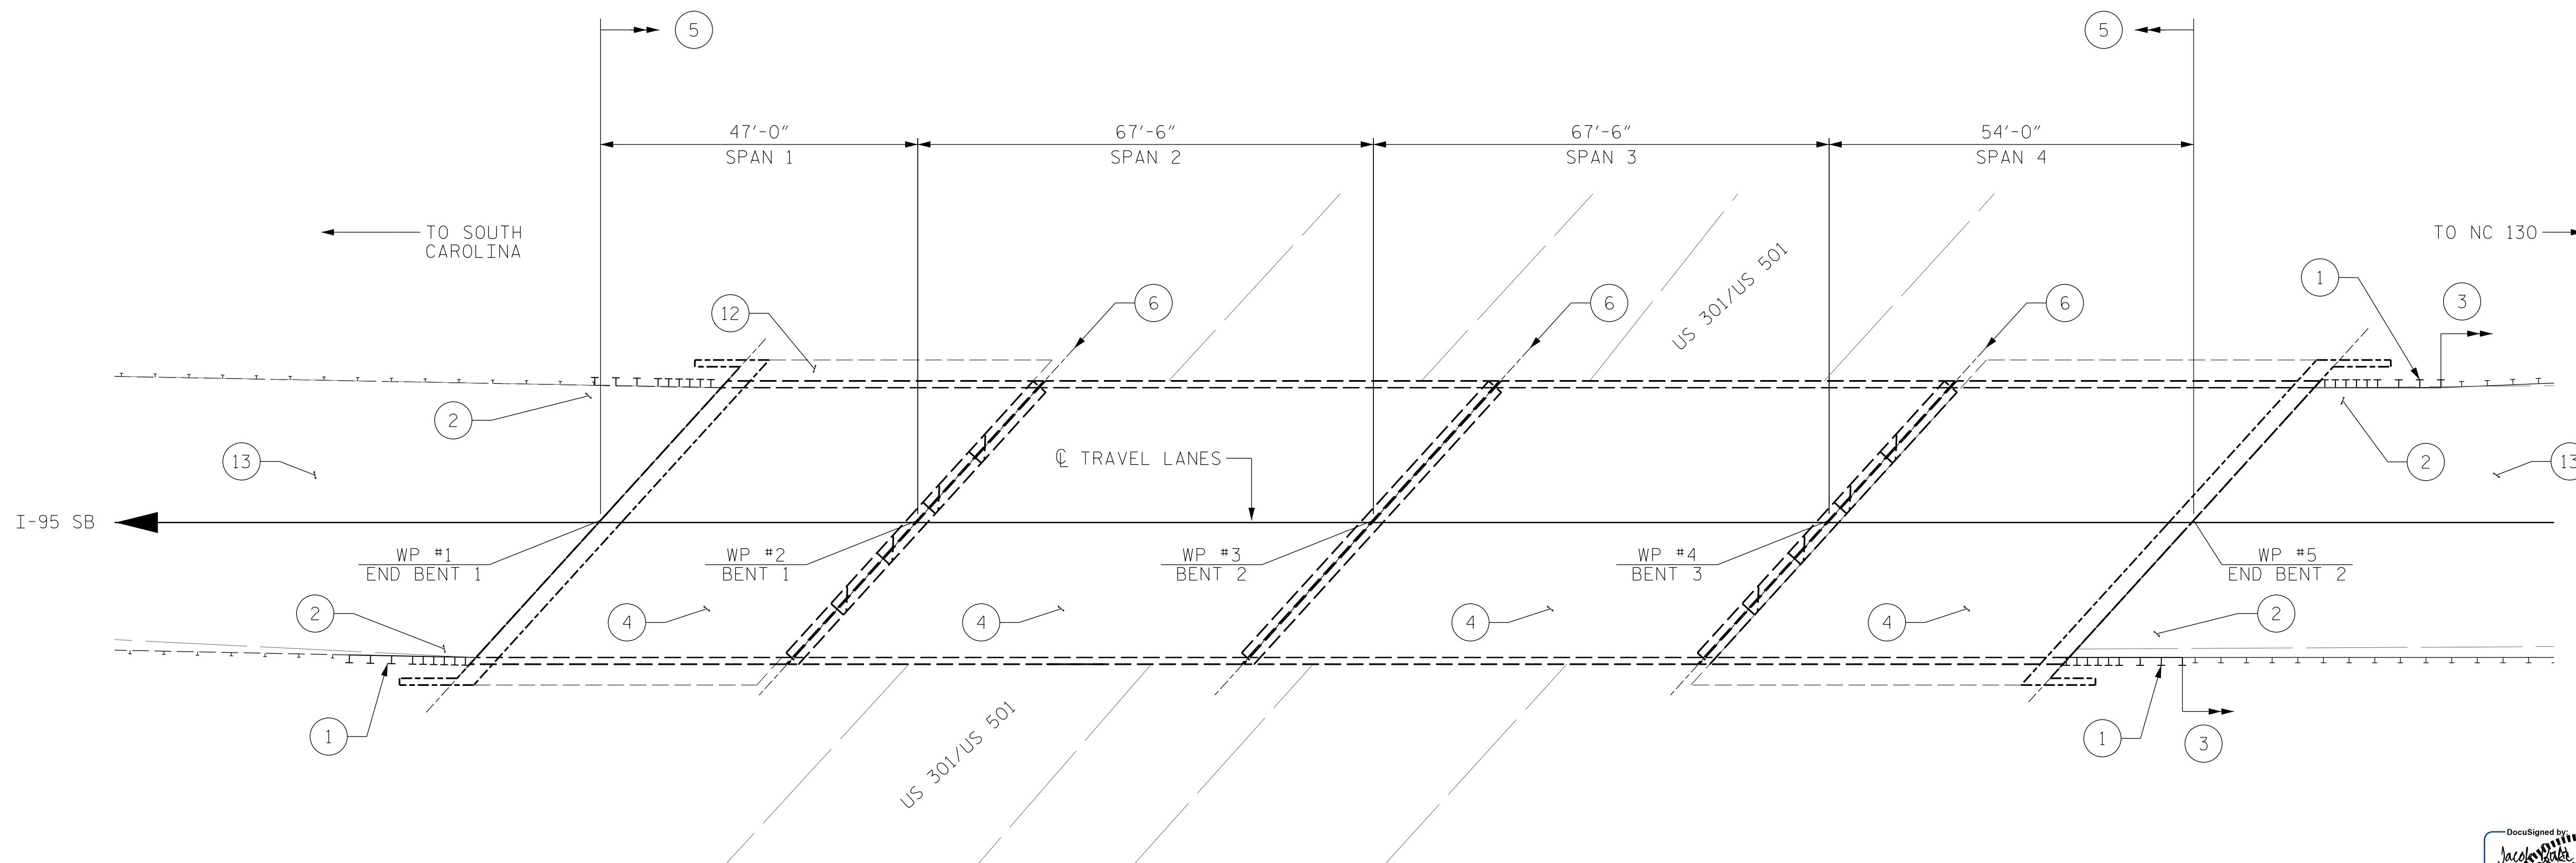 5
5
47'-0"
SPAN 1
67'-6"
SPAN 2
67'-6"
SPAN 3
54'-0"
SPAN 4
TO SOUTH
CAROLINA
TO NC 130
US 301/US 501
1
3
12
6
6
6
2
13
℄ TRAVEL LANES
2
13
I-95 SB
WP #1
END BENT 1
WP #2
BENT 1
WP #3
BENT 2
WP #4
BENT 3
WP #5
END BENT 2
2
4
4
4
4
2
1
1
3
US 301/US 501
DocuSigned by: